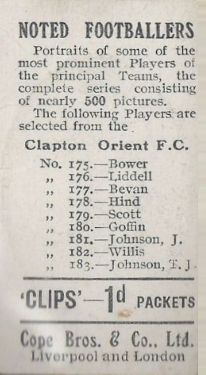 NOTED FOOTBALLERS
Portraits of some of the
most prominent Players of
the principal Teams, the
complete series consisting
of nearly 500 pictures.
The following Players are
selected from the
Clapton Orient F.C.
No. 175.—Bower
„ 176.—Liddell
„ 177.—Bevan
„ 178.—Hind
„ 179.—Scott
„ 180.—Goffin
„ 181.—Johnson, J.
„ 182.—Willis
„ 183.—Johnson, T. J.
'CLIPS'—1d PACKETS
Cope Bros. & Co., Ltd.
Liverpool and London